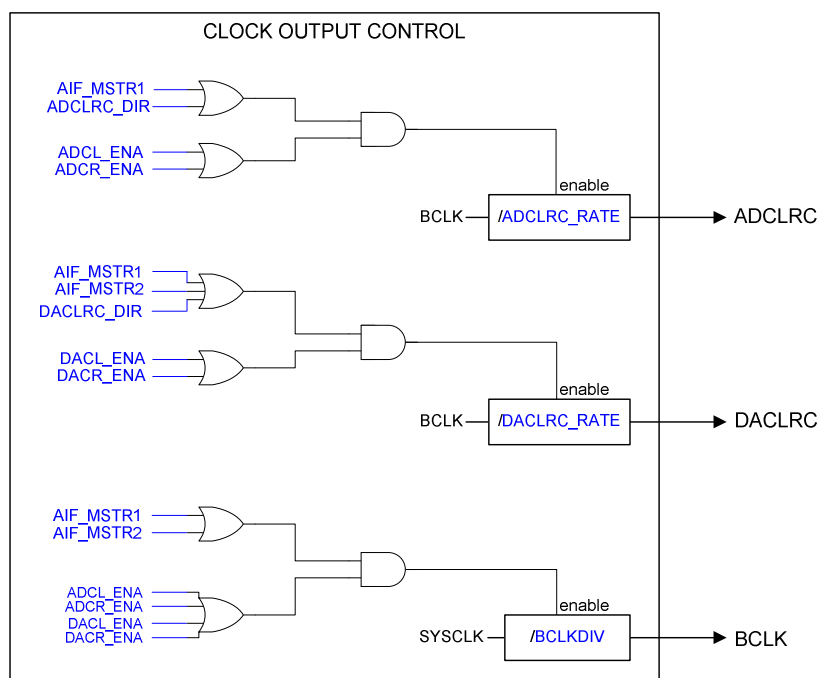 CLOCK OUTPUT CONTROL
AIF_MSTR1
ADCLRC_DIR
ADCL_ENA
ADCR_ENA
enable
BCLK
/ADCLRC_RATE
ADCLRC
AIF_MSTR1
AIF_MSTR2
DACLRC_DIR
DACL_ENA
DACR_ENA
enable
BCLK
/DACLRC_RATE
DACLRC
AIF_MSTR1
AIF_MSTR2
ADCL_ENA
ADCR_ENA
DACL_ENA
DACR_ENA
enable
SYSCLK
/BCLKDIV
BCLK